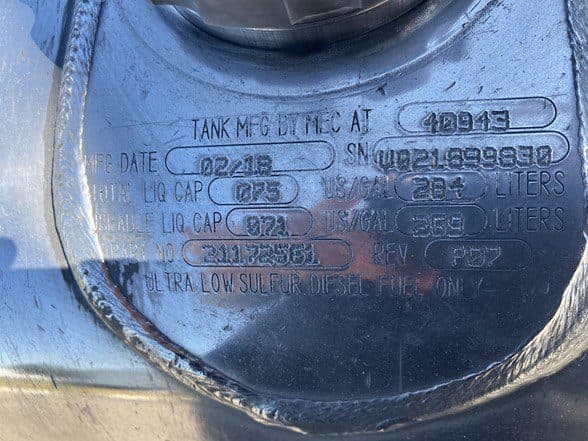 TANK MFG BY MEC AT 40943
MFG DATE 02/18 SN W021899830
TOTAL LIQ CAP 075 US/GAL 284 LITERS
USEABLE LIQ CAP 071 US/GAL 269 LITERS
PART NO. 21172561 REV P07
ULTRA LOW SULFUR DIESEL FUEL ONLY